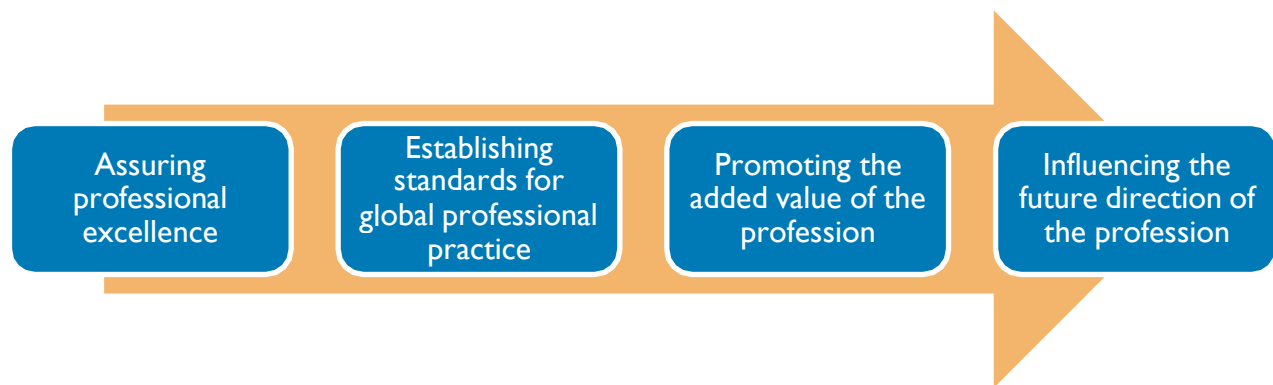 Assuring
professional
excellence
Establishing
standards for
global professional
practice
Promoting the
added value of the
profession
Influencing the
future direction of
the profession